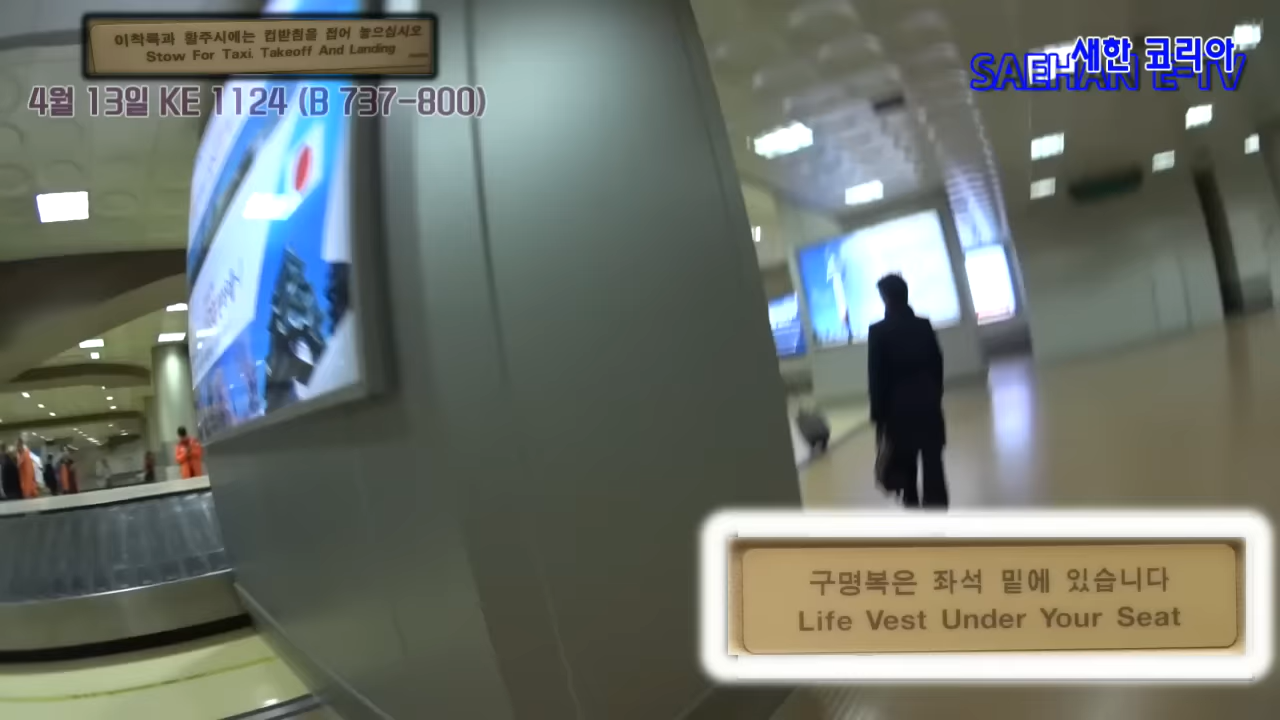 이착륙과 활주시에는 컵받침을 접어 놓으십시오
Stow For Taxi. Takeoff And Landing
4월 13일 KE 1124 (B 737-800)
새한 코리아
SAEHAN E-TV
구명복은 좌석 밑에 있습니다
Life Vest Under Your Seat